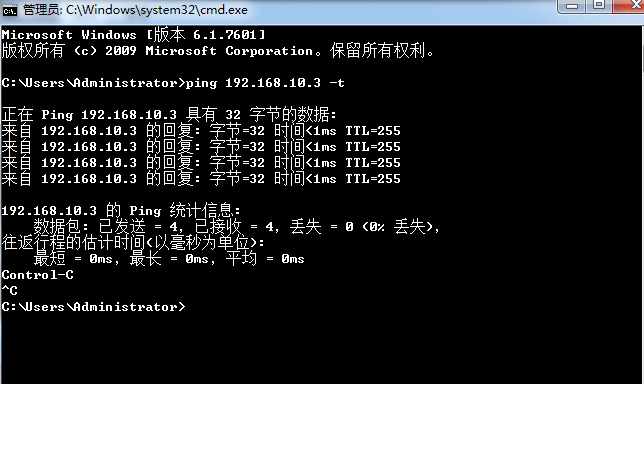 管理员: C:\Windows\system32\cmd.exe
Microsoft Windows [版本 6.1.7601]
版权所有 (c) 2009 Microsoft Corporation。保留所有权利。
C:\Users\Administrator>ping 192.168.10.3 -t
正在 Ping 192.168.10.3 具有 32 字节的数据:
来自 192.168.10.3 的回复: 字节=32 时间<1ms TTL=255
来自 192.168.10.3 的回复: 字节=32 时间<1ms TTL=255
来自 192.168.10.3 的回复: 字节=32 时间<1ms TTL=255
来自 192.168.10.3 的回复: 字节=32 时间<1ms TTL=255
192.168.10.3 的 Ping 统计信息:
数据包: 已发送 = 4, 已接收 = 4, 丢失 = 0 (0% 丢失),
往返行程的估计时间(以毫秒为单位):
最短 = 0ms, 最长 = 0ms, 平均 = 0ms
Control-C
^C
C:\Users\Administrator>